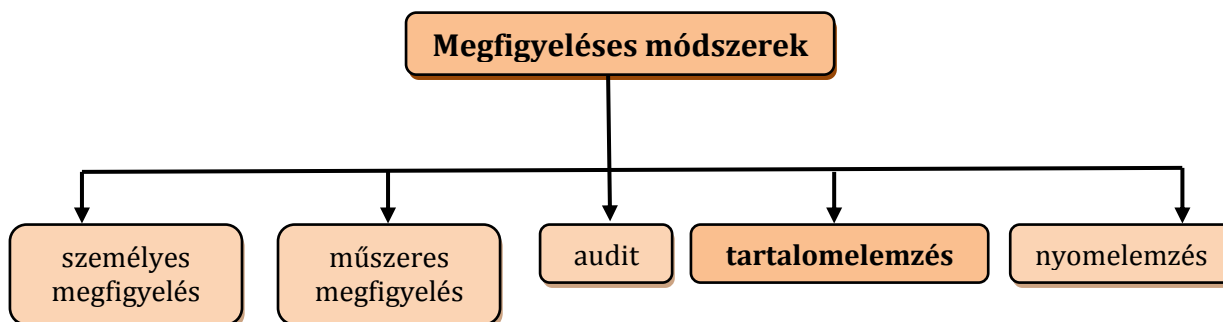 Megfigyeléses módszerek
személyes
megfigyelés
műszeres
megfigyelés
audit
tartalomelemzés
nyomelemzés